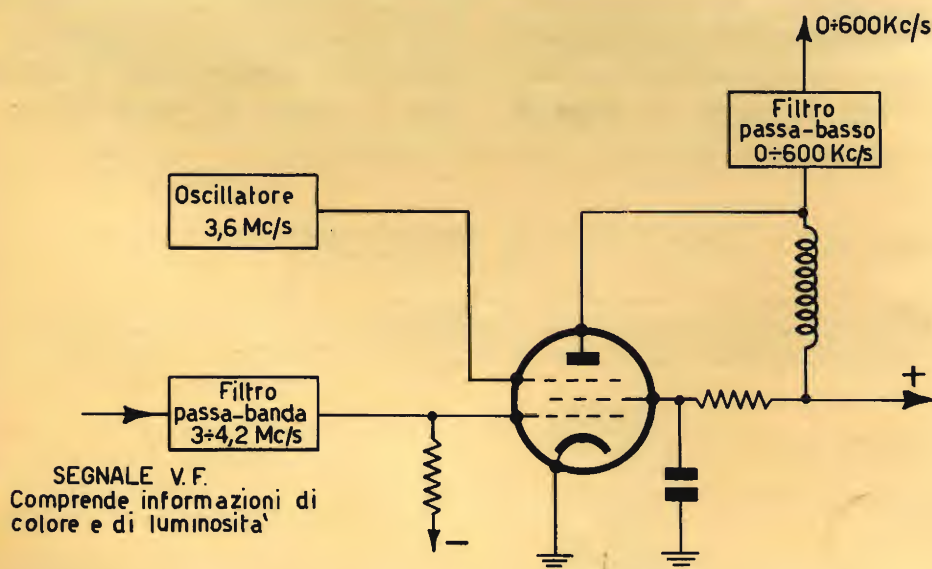 0÷600Kc/s
Filtro
passa-basso
0÷600 Kc/s
Oscillatore
3,6 Mc/s
Filtro
passa-banda
3÷4,2 Mc/s
+
SEGNALE V.F.
Comprende informazioni di
colore e di luminosita'
−